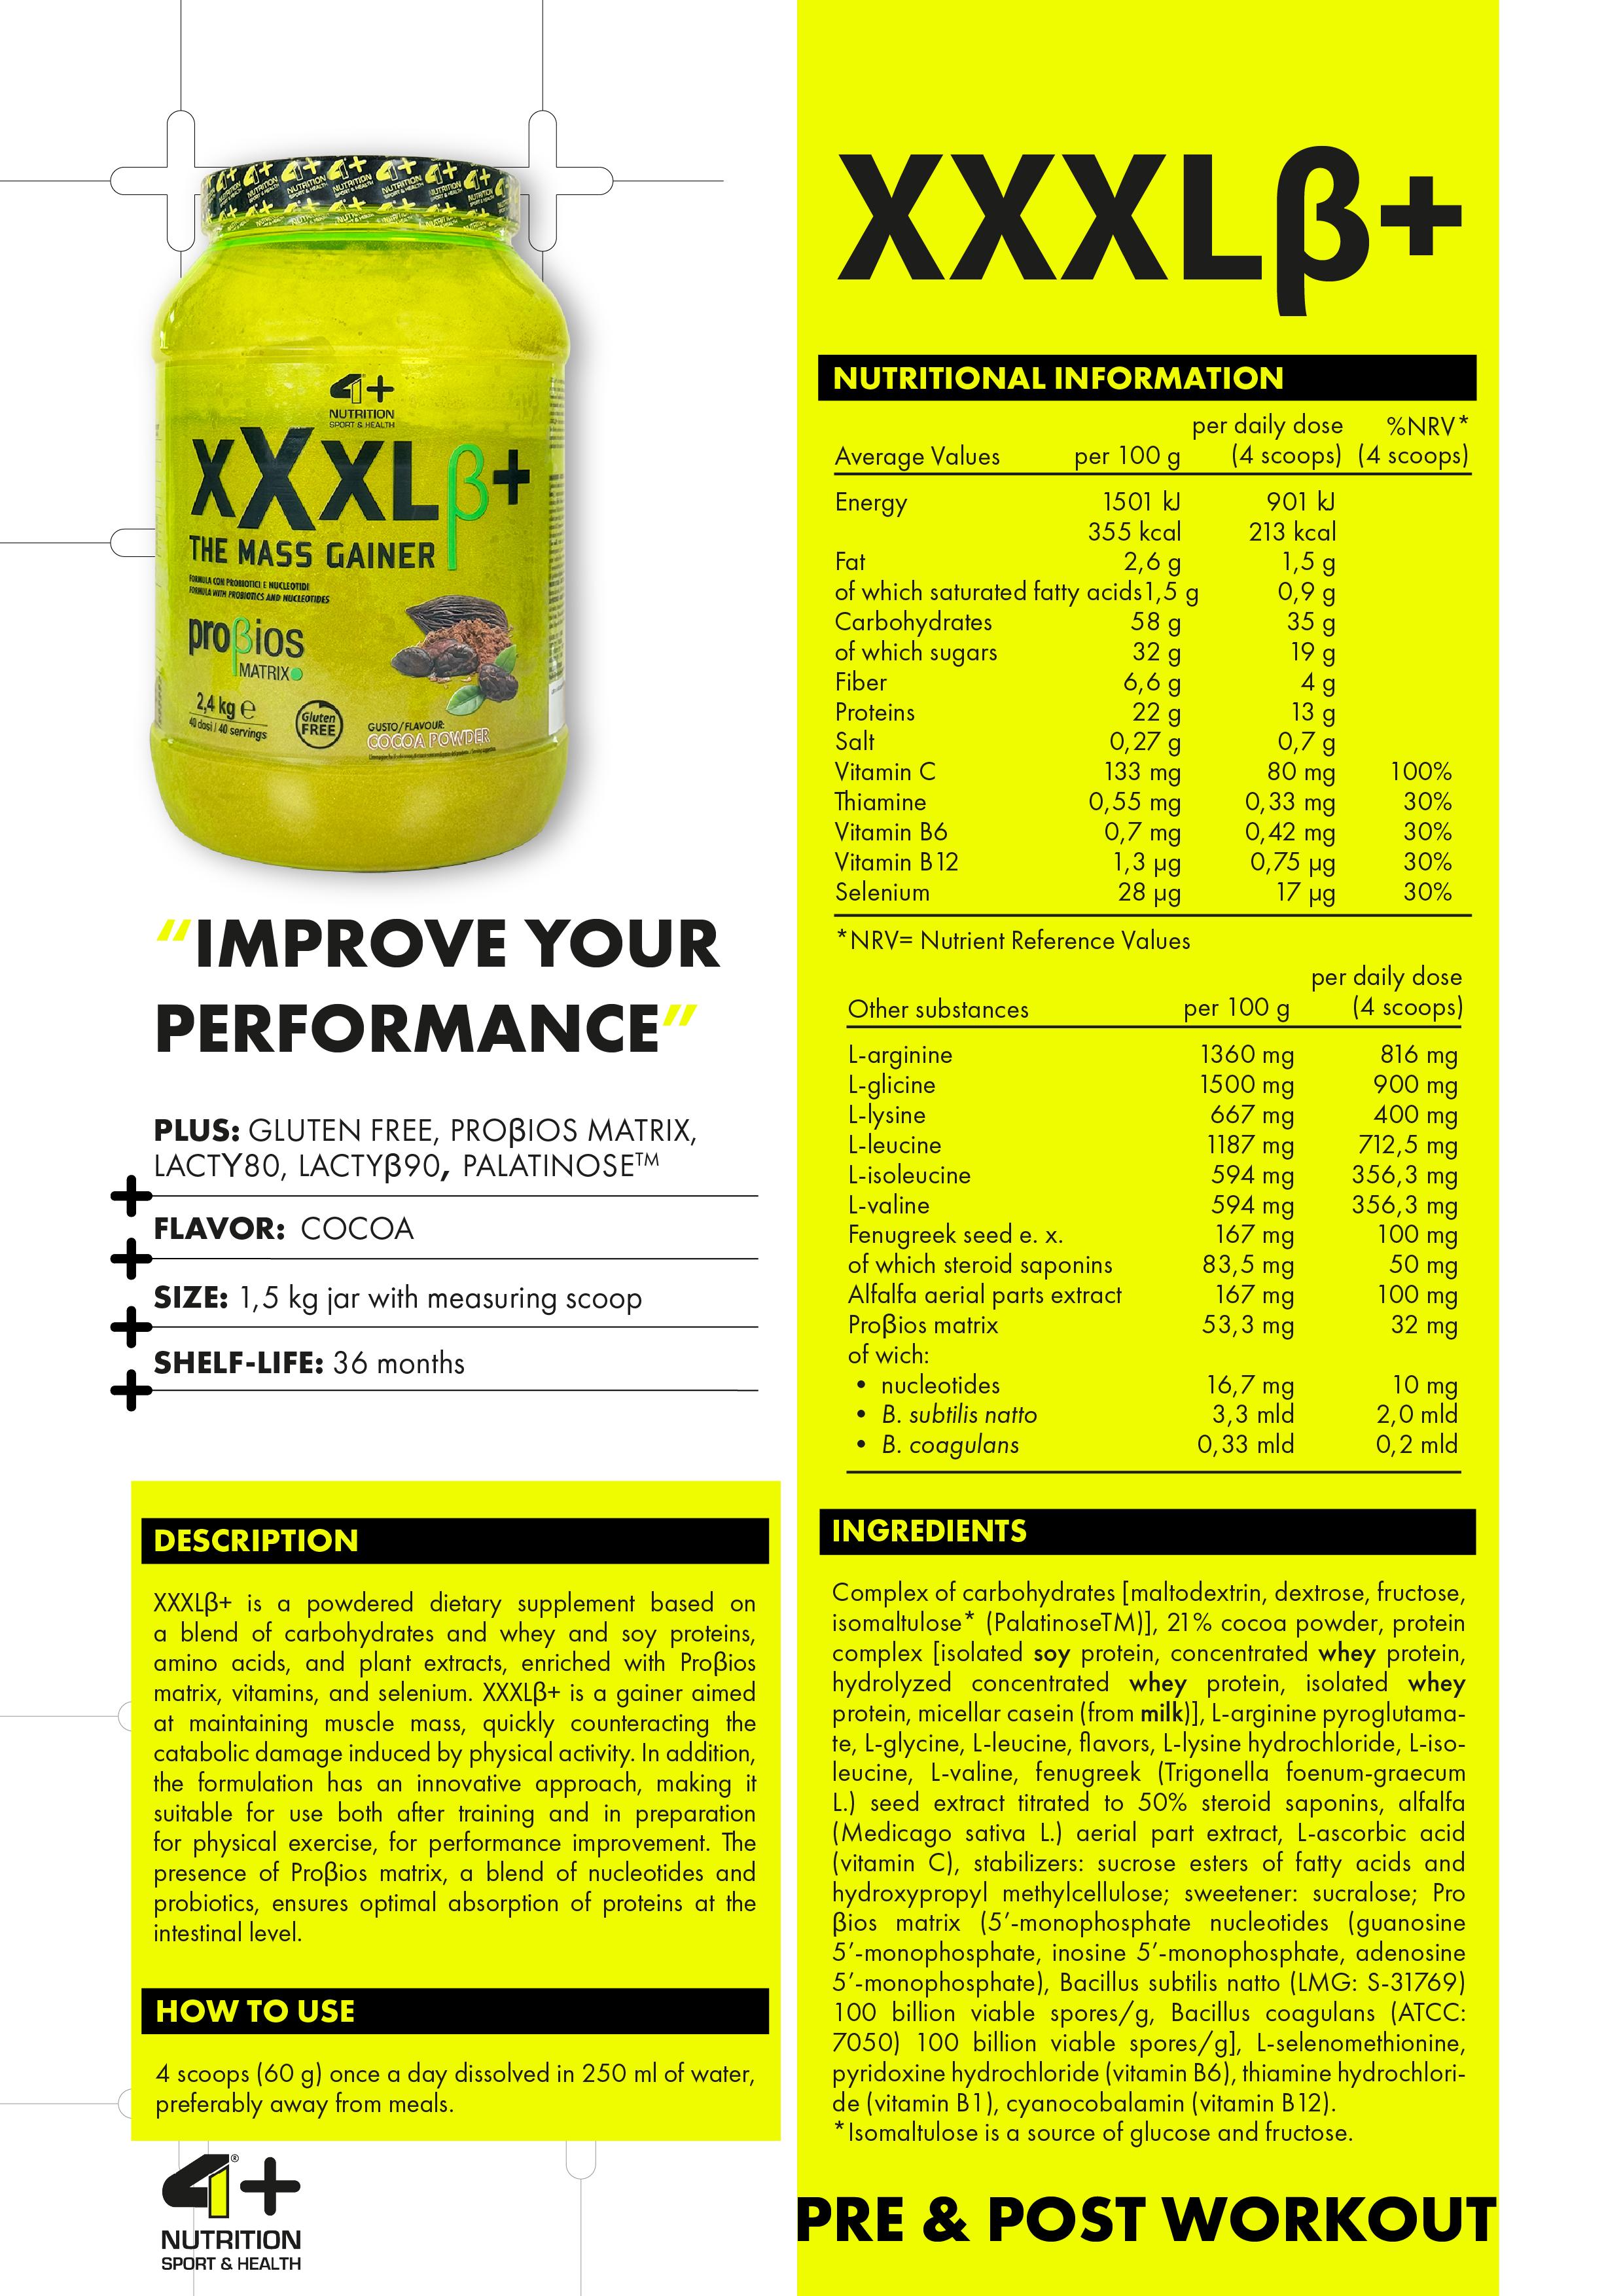 4+
NUTRITION
SPORT & HEALTH
xXxLβ+
THE MASS GAINER
FORMULA CON PROBIOTICI E NUCLEOTIDI
FORMULA WITH PROBIOTICS AND NUCLEOTIDES
proβios
MATRIX
2,4 kg e
40 dosi / 40 servings
Gluten
FREE
GUSTO/FLAVOUR:
COCOA POWDER
“IMPROVE YOUR
PERFORMANCE”
PLUS: GLUTEN FREE, PROβIOS MATRIX,
LACTY80, LACTYβ90, PALATINOSE™
FLAVOR: COCOA
SIZE: 1,5 kg jar with measuring scoop
SHELF-LIFE: 36 months
DESCRIPTION
XXXLβ+ is a powdered dietary supplement based on
a blend of carbohydrates and whey and soy proteins,
amino acids, and plant extracts, enriched with Proβios
matrix, vitamins, and selenium. XXXLβ+ is a gainer aimed
at maintaining muscle mass, quickly counteracting the
catabolic damage induced by physical activity. In addition,
the formulation has an innovative approach, making it
suitable for use both after training and in preparation
for physical exercise, for performance improvement. The
presence of Proβios matrix, a blend of nucleotides and
probiotics, ensures optimal absorption of proteins at the
intestinal level.
HOW TO USE
4 scoops (60 g) once a day dissolved in 250 ml of water,
preferably away from meals.
4+®
NUTRITION
SPORT & HEALTH
XXXLβ+
NUTRITIONAL INFORMATION
per daily dose %NRV*
Average Values per 100 g (4 scoops) (4 scoops)
Energy 1501 kJ 901 kJ
355 kcal 213 kcal
Fat 2,6 g 1,5 g
of which saturated fatty acids1,5 g 0,9 g
Carbohydrates 58 g 35 g
of which sugars 32 g 19 g
Fiber 6,6 g 4 g
Proteins 22 g 13 g
Salt 0,27 g 0,7 g
Vitamin C 133 mg 80 mg 100%
Thiamine 0,55 mg 0,33 mg 30%
Vitamin B6 0,7 mg 0,42 mg 30%
Vitamin B12 1,3 µg 0,75 µg 30%
Selenium 28 µg 17 µg 30%
*NRV= Nutrient Reference Values
per daily dose
Other substances per 100 g (4 scoops)
L-arginine 1360 mg 816 mg
L-glicine 1500 mg 900 mg
L-lysine 667 mg 400 mg
L-leucine 1187 mg 712,5 mg
L-isoleucine 594 mg 356,3 mg
L-valine 594 mg 356,3 mg
Fenugreek seed e. x. 167 mg 100 mg
of which steroid saponins 83,5 mg 50 mg
Alfalfa aerial parts extract 167 mg 100 mg
Proβios matrix 53,3 mg 32 mg
of wich:
• nucleotides 16,7 mg 10 mg
• B. subtilis natto 3,3 mld 2,0 mld
• B. coagulans 0,33 mld 0,2 mld
INGREDIENTS
Complex of carbohydrates [maltodextrin, dextrose, fructose,
isomaltulose* (PalatinoseTM)], 21% cocoa powder, protein
complex [isolated soy protein, concentrated whey protein,
hydrolyzed concentrated whey protein, isolated whey
protein, micellar casein (from milk)], L-arginine pyroglutama-
te, L-glycine, L-leucine, flavors, L-lysine hydrochloride, L-iso-
leucine, L-valine, fenugreek (Trigonella foenum-graecum
L.) seed extract titrated to 50% steroid saponins, alfalfa
(Medicago sativa L.) aerial part extract, L-ascorbic acid
(vitamin C), stabilizers: sucrose esters of fatty acids and
hydroxypropyl methylcellulose; sweetener: sucralose; Pro
βios matrix (5’-monophosphate nucleotides (guanosine
5’-monophosphate, inosine 5’-monophosphate, adenosine
5’-monophosphate), Bacillus subtilis natto (LMG: S-31769)
100 billion viable spores/g, Bacillus coagulans (ATCC:
7050) 100 billion viable spores/g], L-selenomethionine,
pyridoxine hydrochloride (vitamin B6), thiamine hydrochlori-
de (vitamin B1), cyanocobalamin (vitamin B12).
*Isomaltulose is a source of glucose and fructose.
PRE & POST WORKOUT